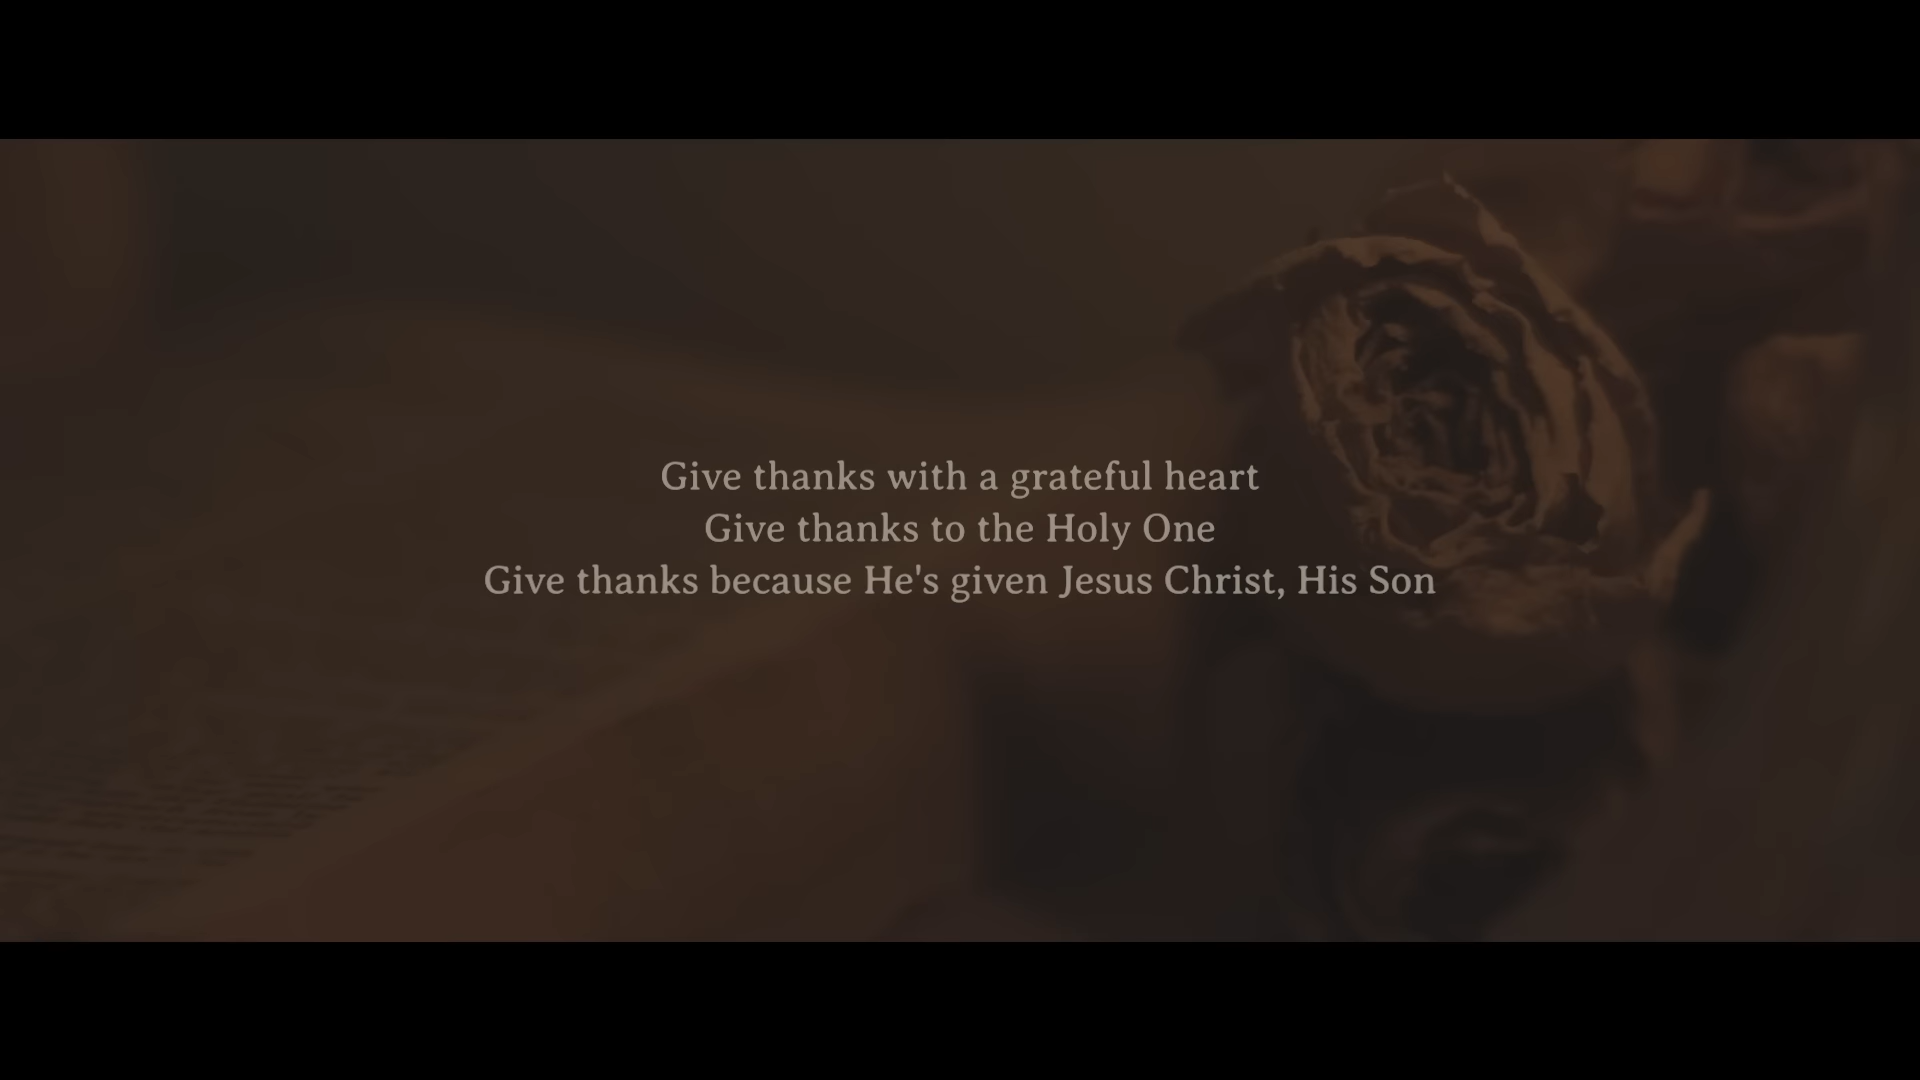 Give thanks with a grateful heart
Give thanks to the Holy One
Give thanks because He's given Jesus Christ, His Son